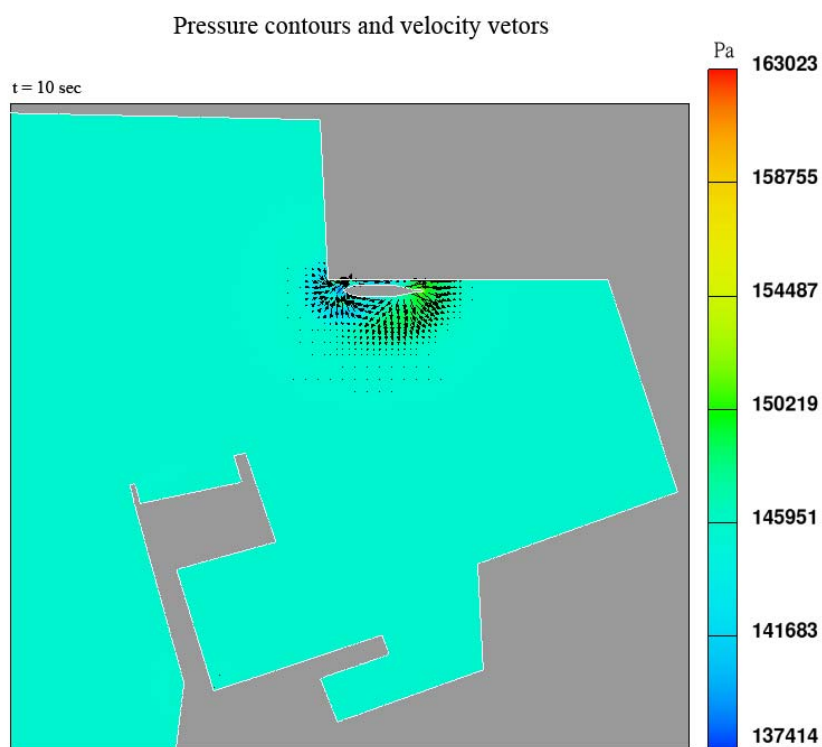 Pressure contours and velocity vetors
Pa
t = 10 sec
163023
158755
154487
150219
145951
141683
137414